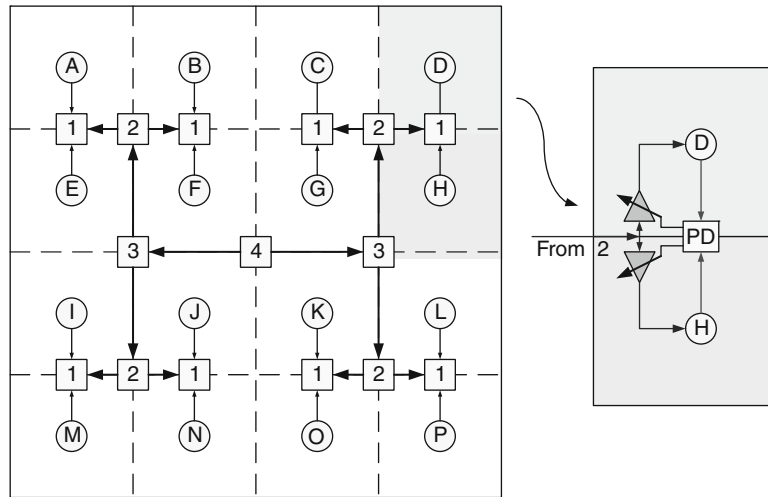 A B C D
1 2 1 1 2 1
E F G H
3 4 3
I J K L
1 2 1 1 2 1
M N O P
D
PD
From 2
H